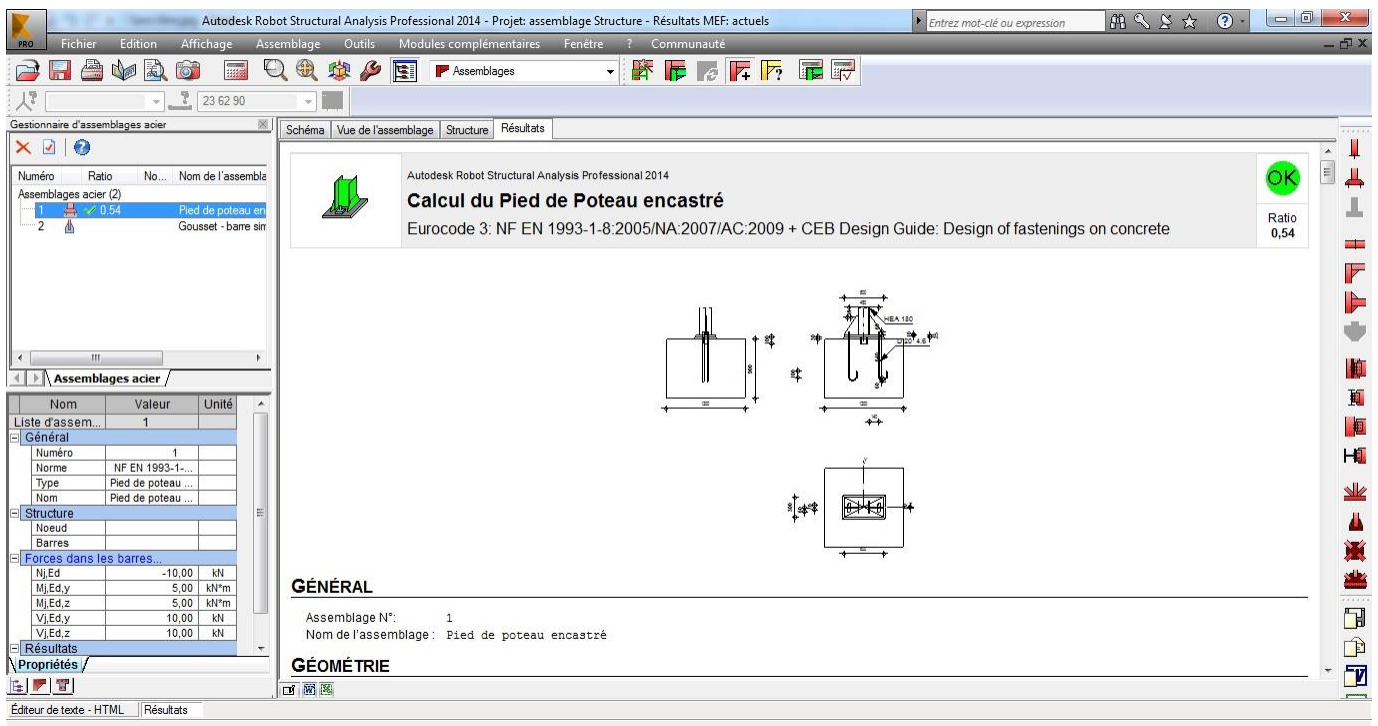 Autodesk Robot Structural Analysis Professional 2014 - Projet: assemblage Structure - Résultats MEF: actuels
Entrez mot-clé ou expression
PRO
Fichier Edition Affichage Assemblage Outils Modules complémentaires Fenêtre ? Communauté
Assemblages
23 62 90
Gestionnaire d'assemblages acier
Schéma Vue de l'assemblage Structure Résultats
Numéro Ratio No... Nom de l'assembla
Assemblages acier (2)
1 0.54 Pied de poteau en
2 Gousset - barre sim
Assemblages acier
Autodesk Robot Structural Analysis Professional 2014
Calcul du Pied de Poteau encastré
Eurocode 3: NF EN 1993-1-8:2005/NA:2007/AC:2009 + CEB Design Guide: Design of fastenings on concrete
OK
Ratio
0,54
HEA 180
Nom Valeur Unité
Liste d'assem... 1
Général
Numéro 1
Norme NF EN 1993-1-...
Type Pied de poteau ...
Nom Pied de poteau ...
Structure
Noeud
Barres
Forces dans les barres...
Nj,Ed -10,00 kN
Mj,Ed,y 5,00 kN*m
Mj,Ed,z 5,00 kN*m
Vj,Ed,y 10,00 kN
Vj,Ed,z 10,00 kN
Résultats
Propriétés
GÉNÉRAL
Assemblage N°: 1
Nom de l'assemblage : Pied de poteau encastré
GÉOMÉTRIE
Éditeur de texte - HTML Résultats